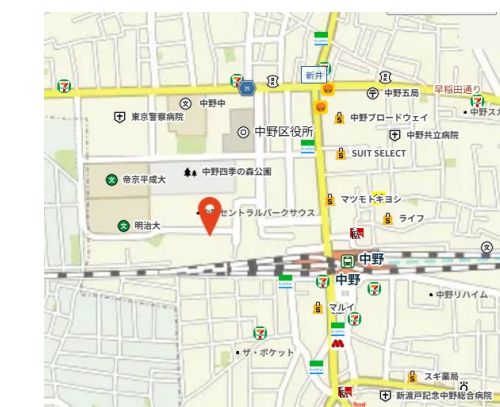 新井
早稲田通り
25
中野中
中野五局
東京警察病院
中野ブロードウェイ
中野区役所
中野共立病院
SUIT SELECT
中野四季の森公園
帝京平成大
マツモトキヨシ
セントラルパークサウス
ライフ
明治大
中野
中野
中野リハイム
マルイ
ザ・ポケット
スギ薬局
新渡戸記念中野総合病院